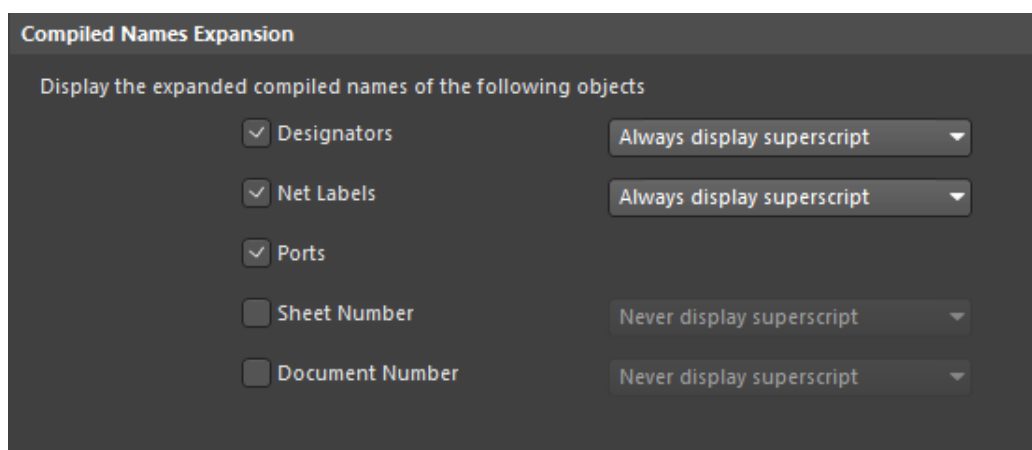 Compiled Names Expansion
Display the expanded compiled names of the following objects
Designators Always display superscript
Net Labels Always display superscript
Ports
Sheet Number Never display superscript
Document Number Never display superscript